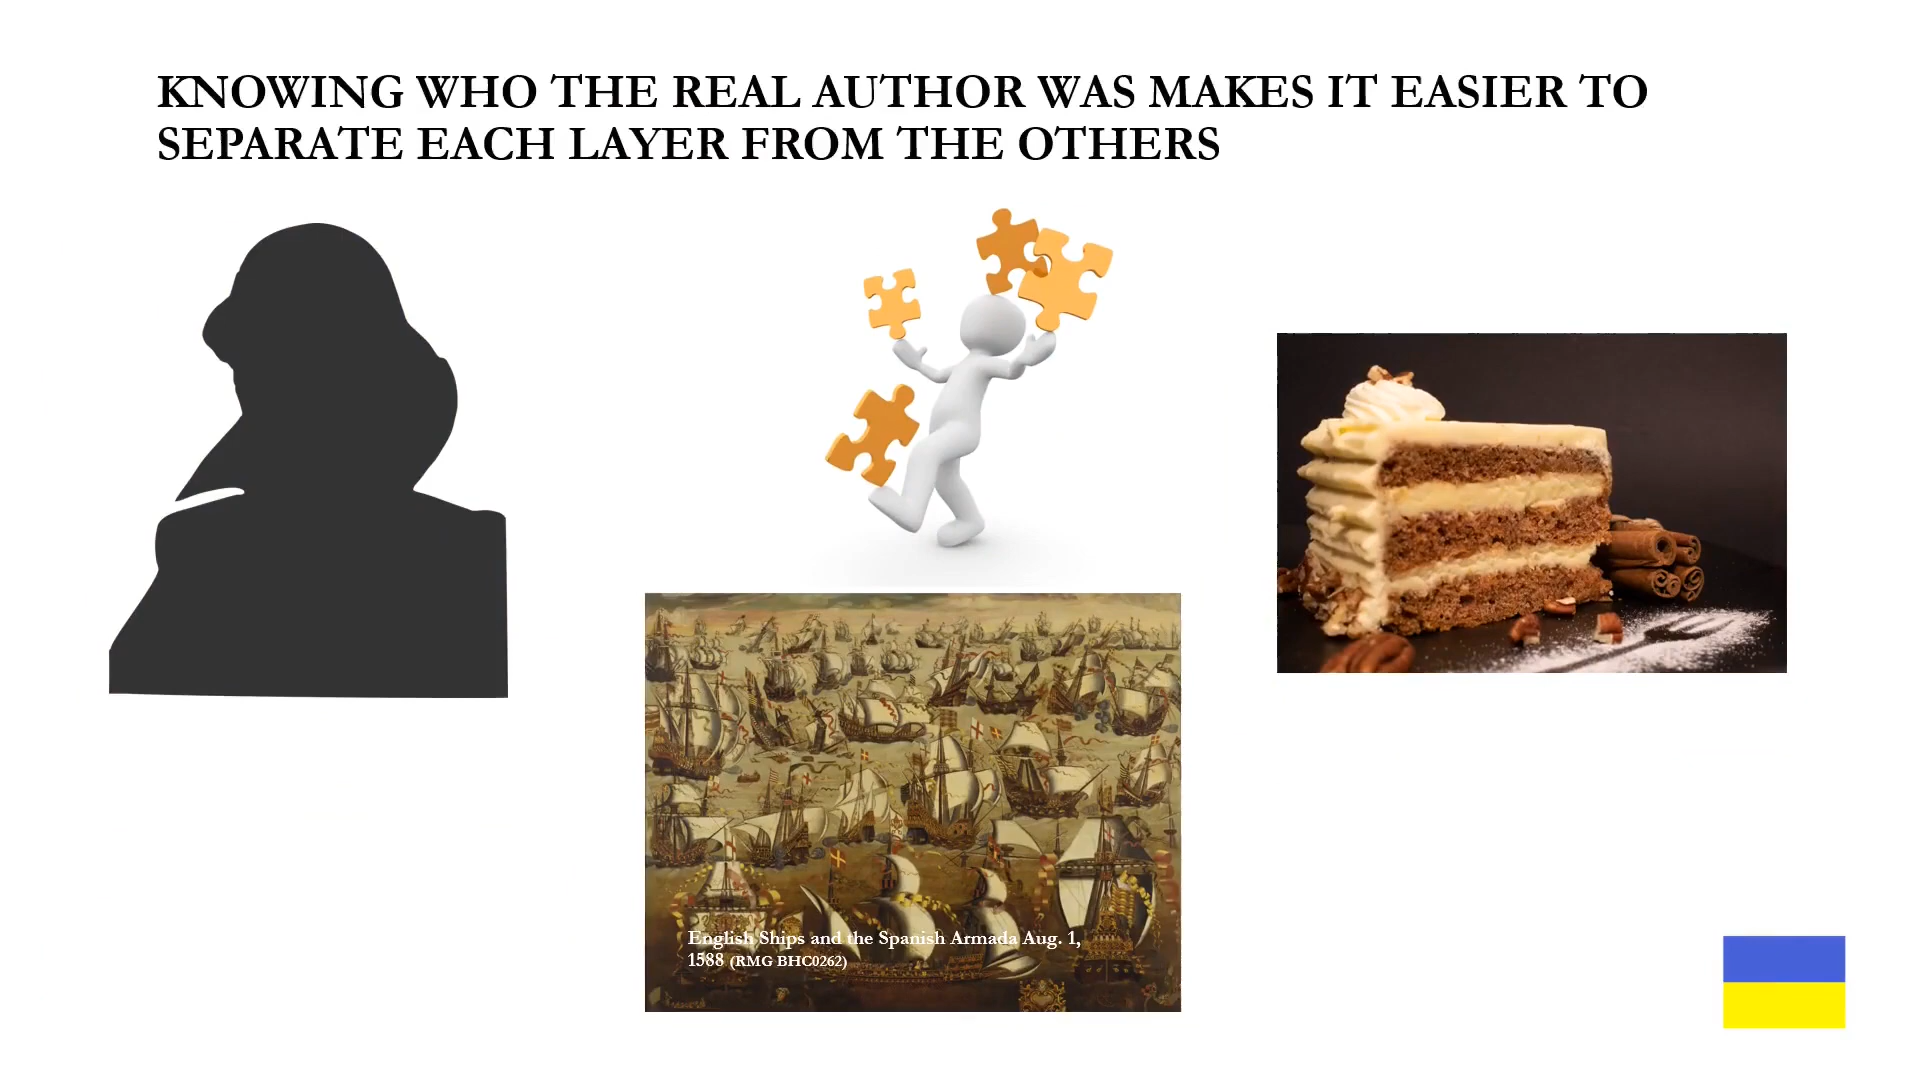 KNOWING WHO THE REAL AUTHOR WAS MAKES IT EASIER TO
SEPARATE EACH LAYER FROM THE OTHERS
English Ships and the Spanish Armada Aug. 1,
1588 (RMG BHC0262)